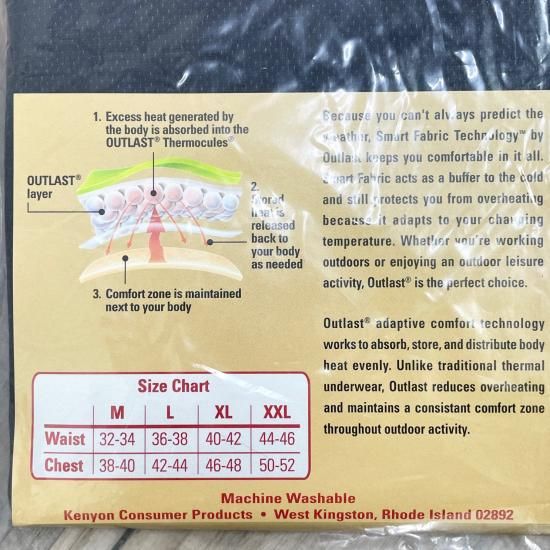 1. Excess heat generated by
the body is absorbed into the
OUTLAST® Thermocules®
OUTLAST®
layer
2.
Stored
heat is
released
back to
your body
as needed
3. Comfort zone is maintained
next to your body
Because you can't always predict the
weather, Smart Fabric Technology™ by
Outlast keeps you comfortable in it all.
Smart Fabric acts as a buffer to the cold
and still protects you from overheating
because it adapts to your changing
temperature. Whether you're working
outdoors or enjoying an outdoor leisure
activity, Outlast® is the perfect choice.
Outlast® adaptive comfort technology
works to absorb, store, and distribute body
heat evenly. Unlike traditional thermal
underwear, Outlast reduces overheating
and maintains a consistant comfort zone
throughout outdoor activity.
Size Chart
M L XL XXL
Waist 32-34 36-38 40-42 44-46
Chest 38-40 42-44 46-48 50-52
Machine Washable
Kenyon Consumer Products • West Kingston, Rhode Island 02892